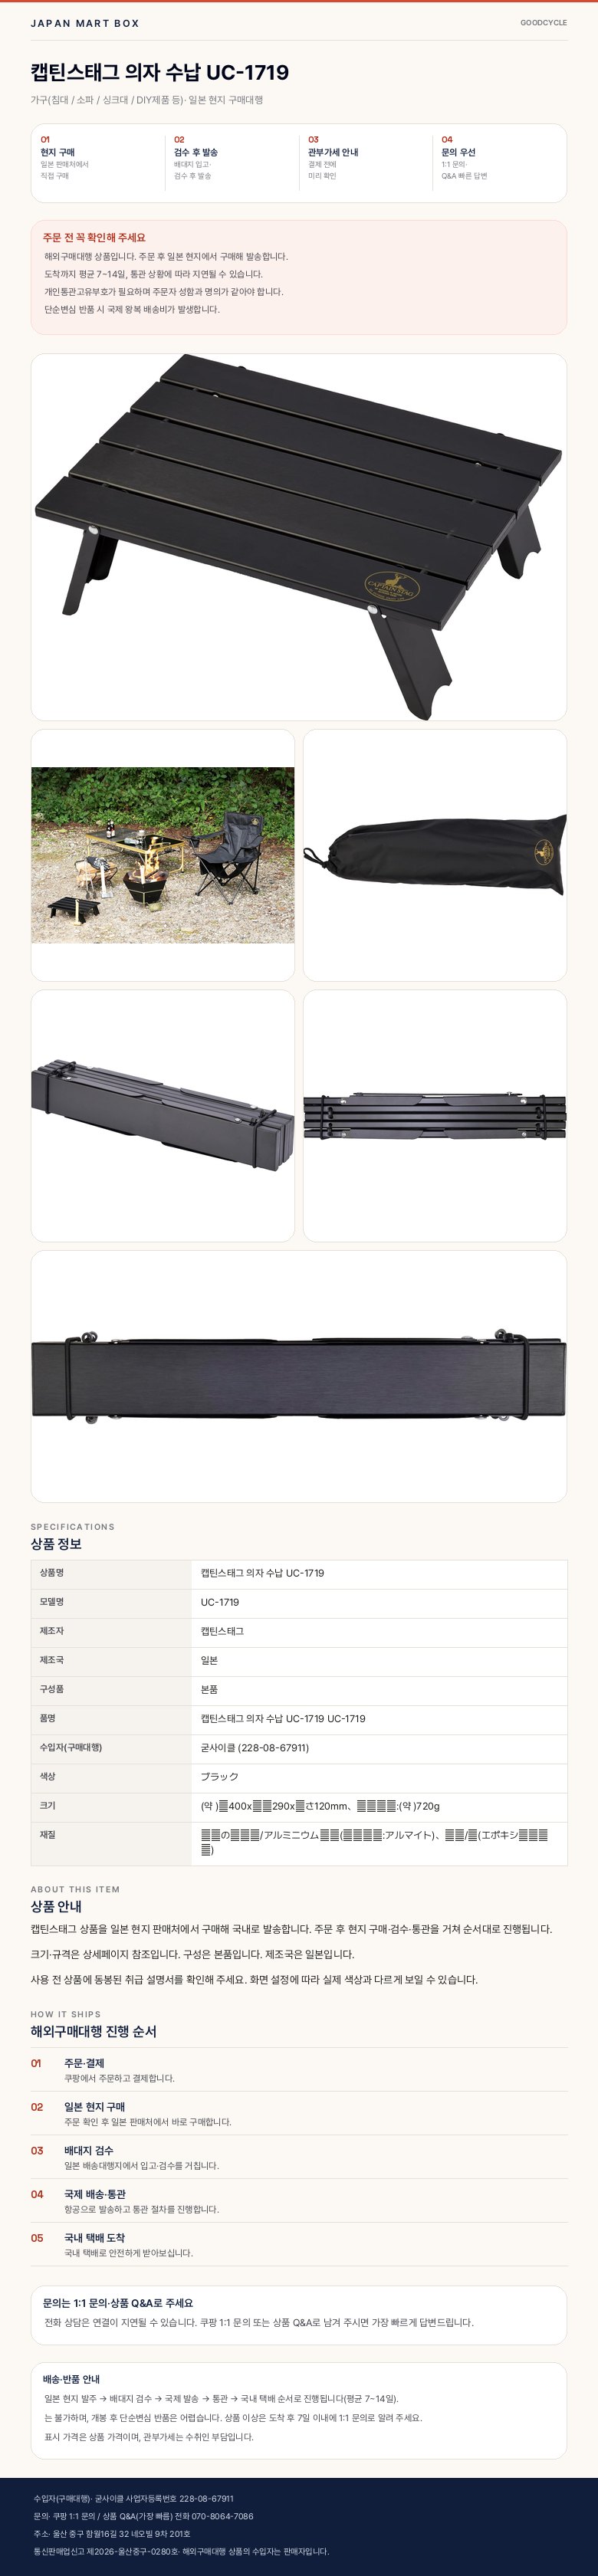 JAPAN MART BOX
GOODCYCLE
캡틴스태그 의자 수납 UC-1719
가구(침대 / 소파 / 싱크대 / DIY제품 등)· 일본 현지 구매대행
01
현지 구매
일본 판매처에서
직접 구매
02
검수 후 발송
배대지 입고·
검수 후 발송
03
관부가세 안내
결제 전에
미리 확인
04
문의 우선
1:1 문의·
Q&A 빠른 답변
주문 전 꼭 확인해 주세요
해외구매대행 상품입니다. 주문 후 일본 현지에서 구매해 발송합니다.
도착까지 평균 7~14일, 통관 상황에 따라 지연될 수 있습니다.
개인통관고유부호가 필요하며 주문자 성함과 명의가 같아야 합니다.
단순변심 반품 시 국제 왕복 배송비가 발생합니다.
CAPTAIN STAG
SPECIFICATIONS
상품 정보
상품명 캡틴스태그 의자 수납 UC-1719
모델명 UC-1719
제조자 캡틴스태그
제조국 일본
구성품 본품
품명 캡틴스태그 의자 수납 UC-1719 UC-1719
수입자(구매대행) 굳사이클 (228-08-67911)
색상 ブラック
크기 (약 )400x290x さ120mm、:(약 )720g
재질 の/アルミニウム(:アルマイト)、/(エポキシ
)
ABOUT THIS ITEM
상품 안내
캡틴스태그 상품을 일본 현지 판매처에서 구매해 국내로 발송합니다. 주문 후 현지 구매·검수·통관을 거쳐 순서대로 진행됩니다.
크기·규격은 상세페이지 참조입니다. 구성은 본품입니다. 제조국은 일본입니다.
사용 전 상품에 동봉된 취급 설명서를 확인해 주세요. 화면 설정에 따라 실제 색상과 다르게 보일 수 있습니다.
HOW IT SHIPS
해외구매대행 진행 순서
01 주문·결제
쿠팡에서 주문하고 결제합니다.
02 일본 현지 구매
주문 확인 후 일본 판매처에서 바로 구매합니다.
03 배대지 검수
일본 배송대행지에서 입고·검수를 거칩니다.
04 국제 배송·통관
항공으로 발송하고 통관 절차를 진행합니다.
05 국내 택배 도착
국내 택배로 안전하게 받아보십니다.
문의는 1:1 문의·상품 Q&A로 주세요
전화 상담은 연결이 지연될 수 있습니다. 쿠팡 1:1 문의 또는 상품 Q&A로 남겨 주시면 가장 빠르게 답변드립니다.
배송·반품 안내
일본 현지 발주 → 배대지 검수 → 국제 발송 → 통관 → 국내 택배 순서로 진행됩니다(평균 7~14일).
는 불가하며, 개봉 후 단순변심 반품은 어렵습니다. 상품 이상은 도착 후 7일 이내에 1:1 문의로 알려 주세요.
표시 가격은 상품 가격이며, 관부가세는 수취인 부담입니다.
수입자(구매대행)· 굳사이클 사업자등록번호 228-08-67911
문의· 쿠팡 1:1 문의 / 상품 Q&A(가장 빠름) 전화 070-8064-7086
주소· 울산 중구 함월16길 32 네오빌 9차 201호
통신판매업신고 제2026-울산중구-0280호· 해외구매대행 상품의 수입자는 판매자입니다.